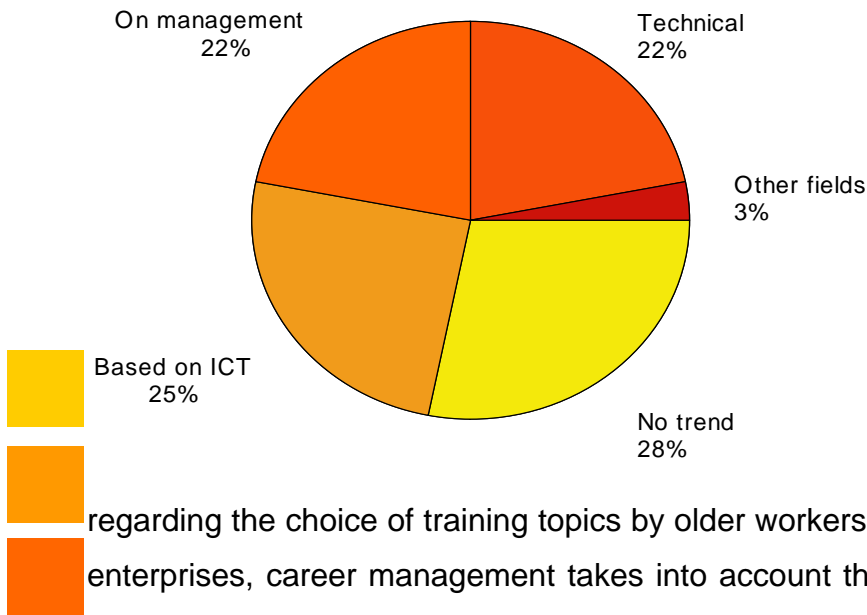 On management
22%
Technical
22%
Other fields
3%
Based on ICT
25%
No trend
28%
regarding the choice of training topics by older workers
enterprises, career management takes into account th